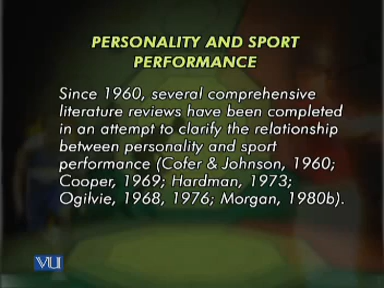 PERSONALITY AND SPORT
PERFORMANCE
Since 1960, several comprehensive
literature reviews have been completed
in an attempt to clarify the relationship
between personality and sport
performance (Cofer & Johnson, 1960;
Cooper, 1969; Hardman, 1973;
Ogilvie, 1968, 1976; Morgan, 1980b).
VU